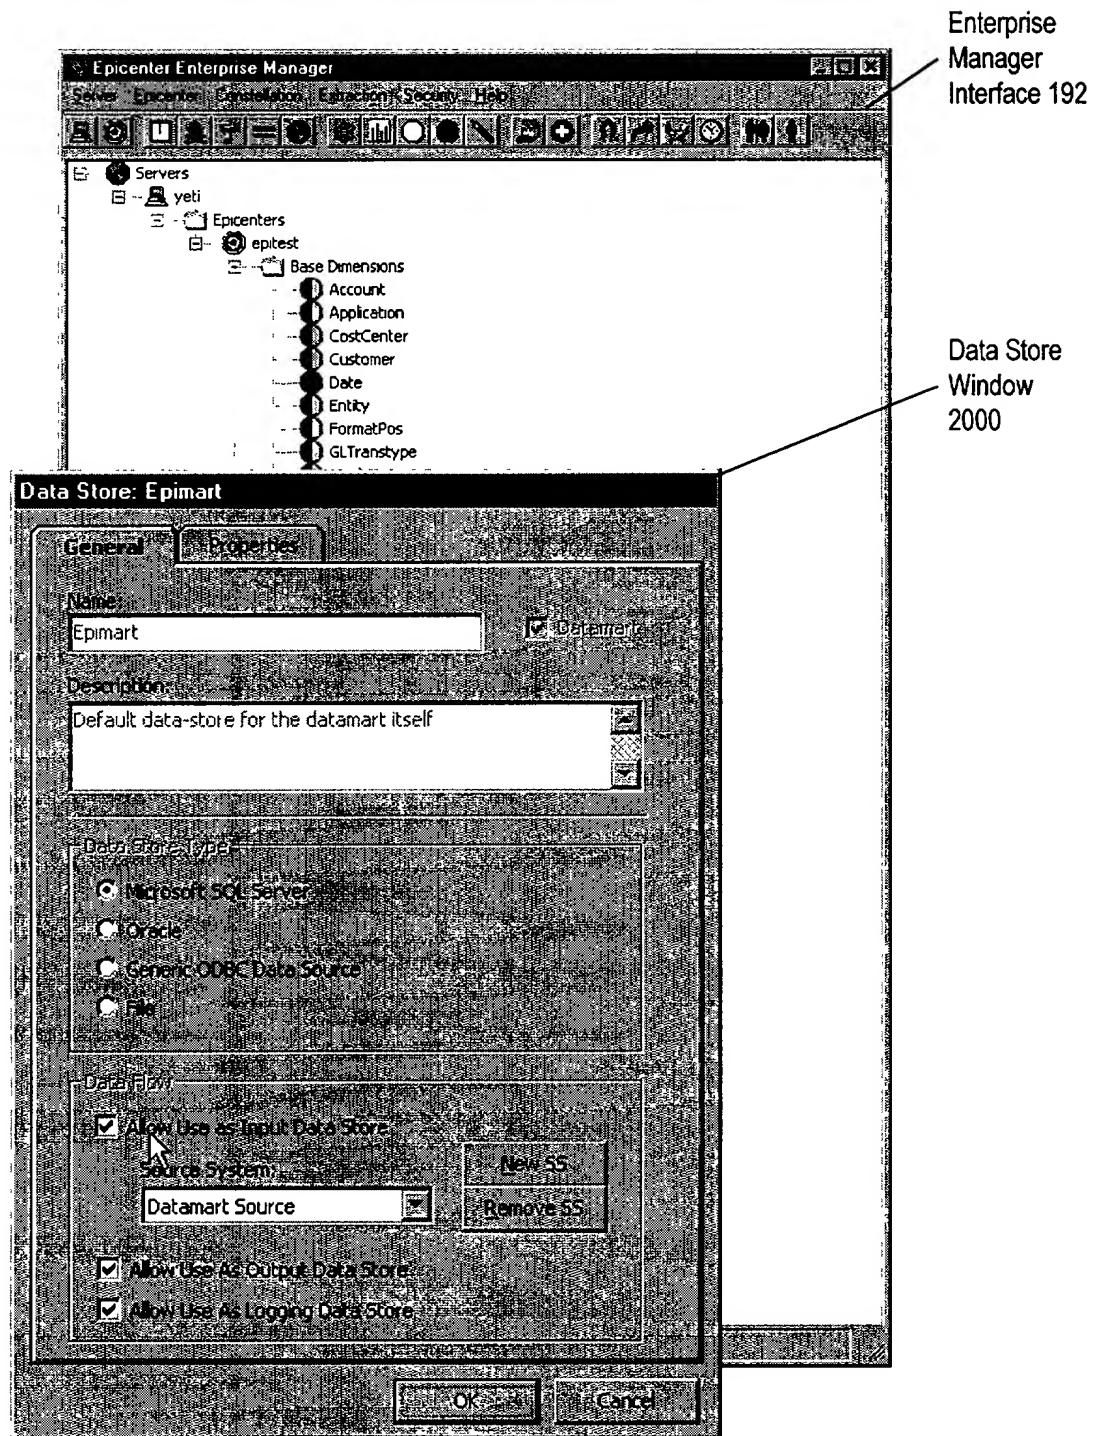 Enterprise
Manager
Interface 192
Epicenter Enterprise Manager
Server Epicenter Constellation Extraction Security Help
Servers
yeti
Epicenters
epitest
Base Dimensions
Account
Application
CostCenter
Customer
Date
Entity
FormatPos
GLTranstype
Data Store
Window
2000
Data Store: Epimart
General Properties
Name:
Epimart
Datamart
Description:
Default data-store for the datamart itself
Data Store Type
Microsoft SQL Server
Oracle
Generic ODBC Data Source
File
Data Flow
Allow Use as Input Data Store
Source System:
Datamart Source
New SS
Remove SS
Allow Use As Output Data Store
Allow Use As Logging Data Store
OK Cancel